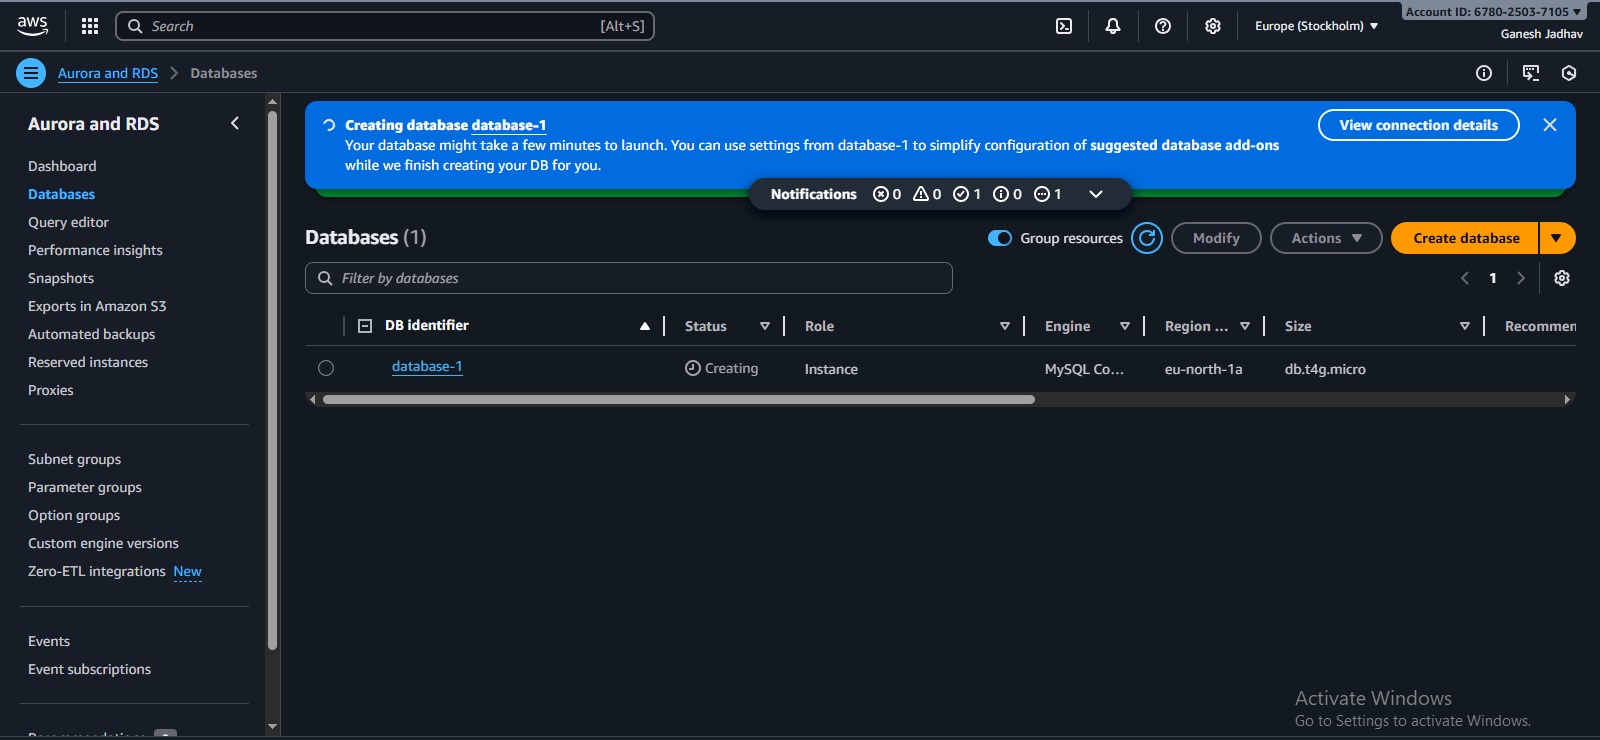 aws
Search [Alt+S]
Europe (Stockholm)
Account ID: 6780-2503-7105
Ganesh Jadhav
Aurora and RDS
Databases
Aurora and RDS
Dashboard
Databases
Query editor
Performance insights
Snapshots
Exports in Amazon S3
Automated backups
Reserved instances
Proxies
Subnet groups
Parameter groups
Option groups
Custom engine versions
Zero-ETL integrations New
Events
Event subscriptions
Creating database database-1
Your database might take a few minutes to launch. You can use settings from database-1 to simplify configuration of suggested database add-ons
while we finish creating your DB for you.
View connection details
Notifications 0 0 1 0 1
Databases (1)
Group resources
Modify
Actions
Create database
Filter by databases
1
DB identifier Status Role Engine Region ... Size Recommen
database-1 Creating Instance MySQL Co... eu-north-1a db.t4g.micro
Activate Windows
Go to Settings to activate Windows.